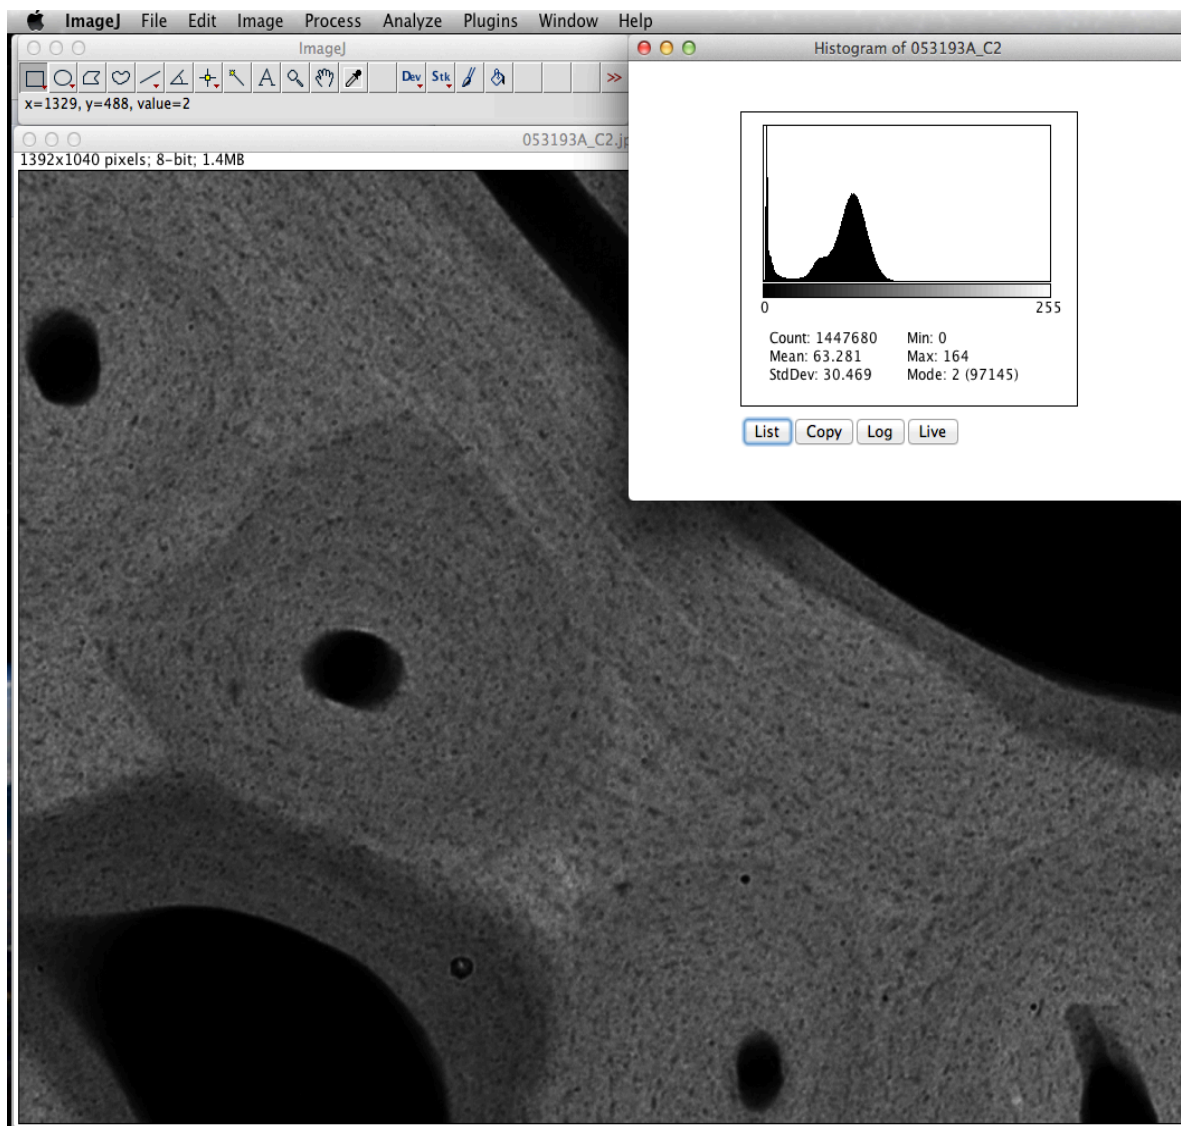 ImageJ File Edit Image Process Analyze Plugins Window Help
ImageJ
Dev Stk A >>
x=1329, y=488, value=2
053193A_C2.jp
1392x1040 pixels; 8-bit; 1.4MB
Histogram of 053193A_C2
0 255
Count: 1447680 Min: 0
Mean: 63.281 Max: 164
StdDev: 30.469 Mode: 2 (97145)
List Copy Log Live